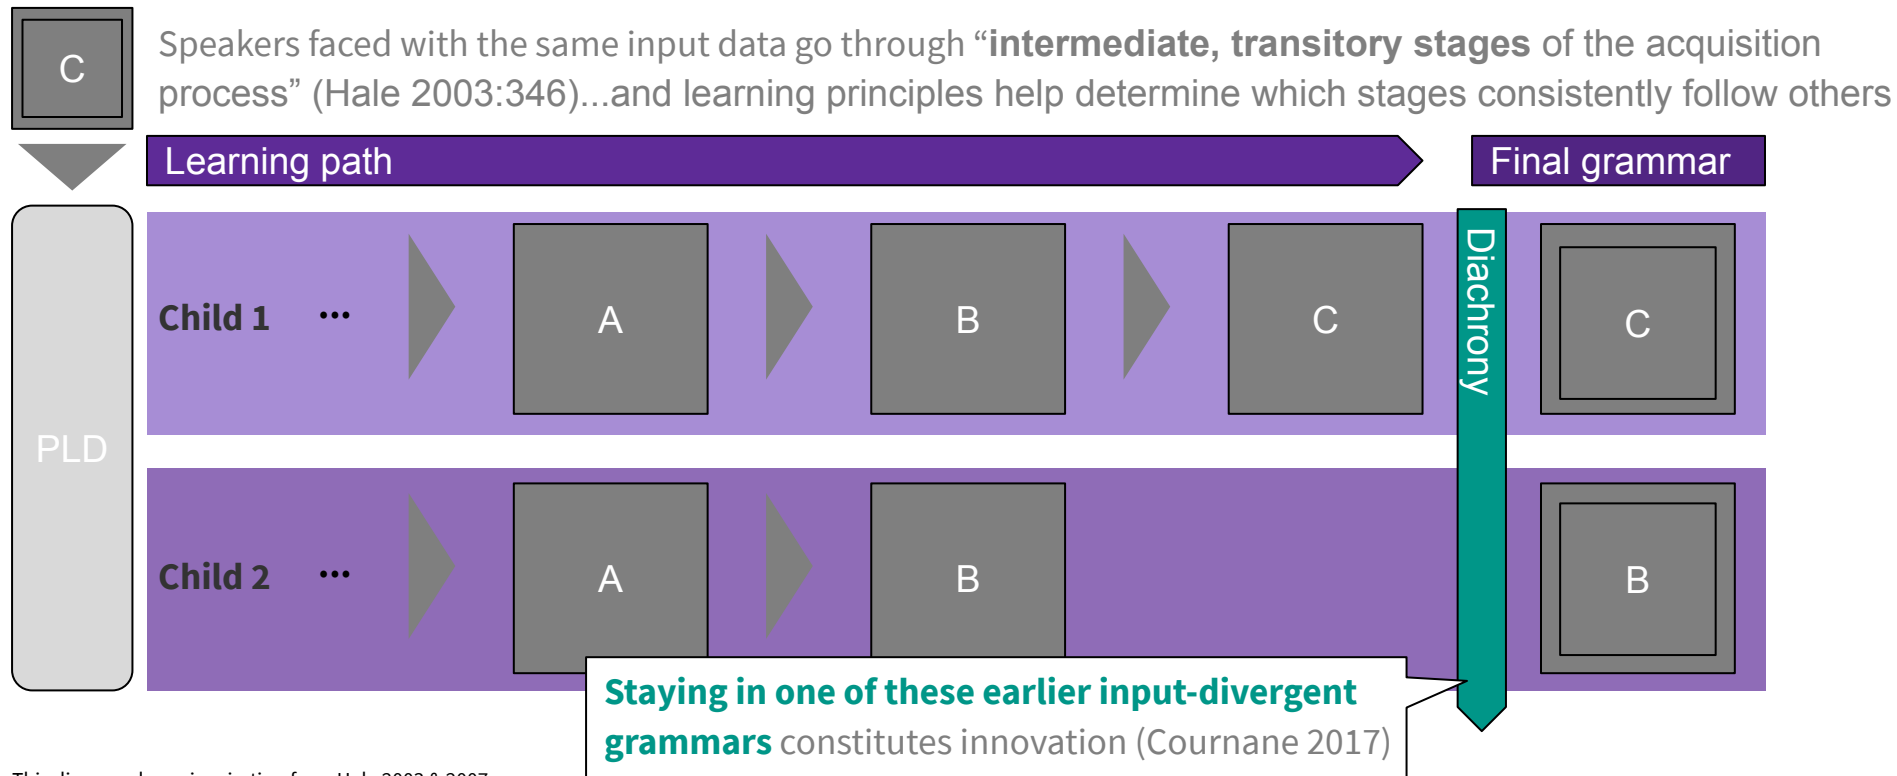 C
Speakers faced with the same input data go through “intermediate, transitory stages of the acquisition
process” (Hale 2003:346)...and learning principles help determine which stages consistently follow others
Learning path
Final grammar
PLD
Diachrony
Child 1 ... A B C C
Child 2 ... A B B
Staying in one of these earlier input-divergent
grammars constitutes innovation (Cournane 2017)